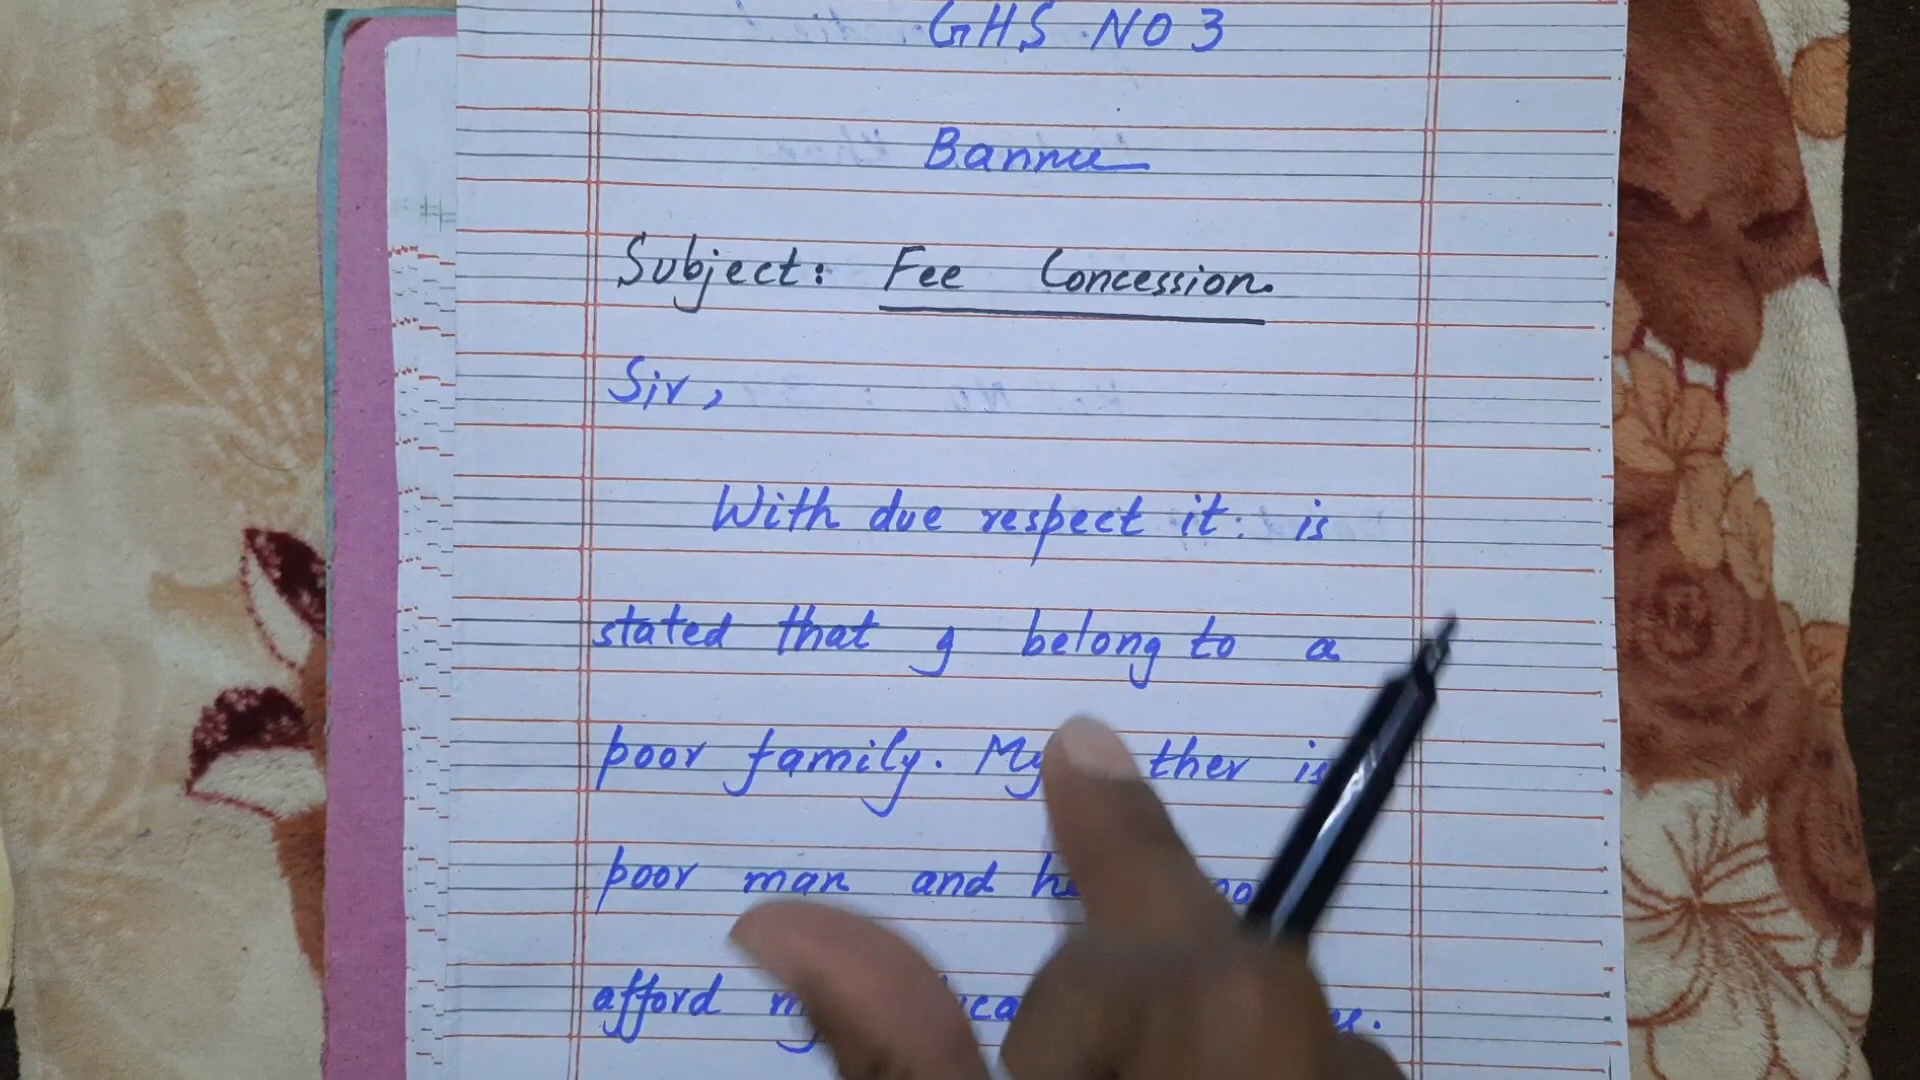 GHS NO 3
Bannu
Subject: Fee Concession.
Sir,
With due respect it is
stated that I belong to a
poor family. My is
poor man and
afford